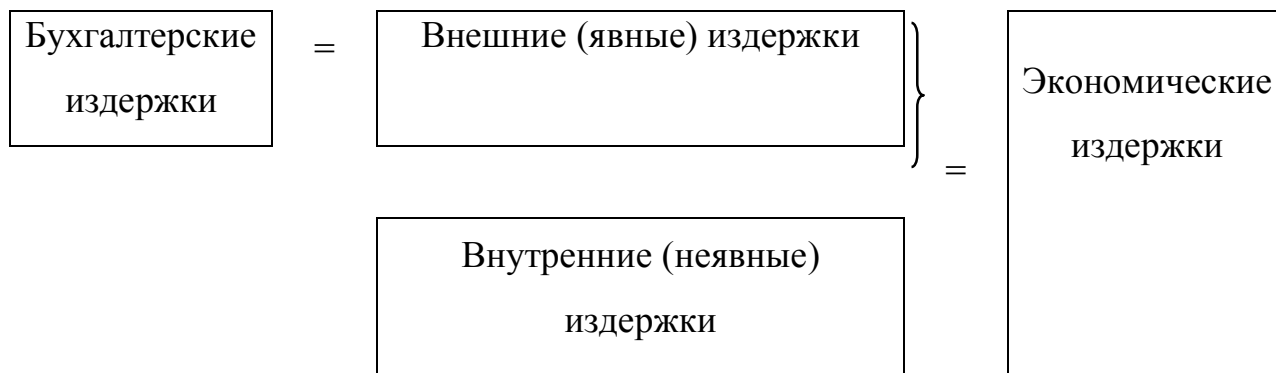 Бухгалтерские
издержки
=
Внешние (явные) издержки
Экономические
издержки
=
Внутренние (неявные)
издержки